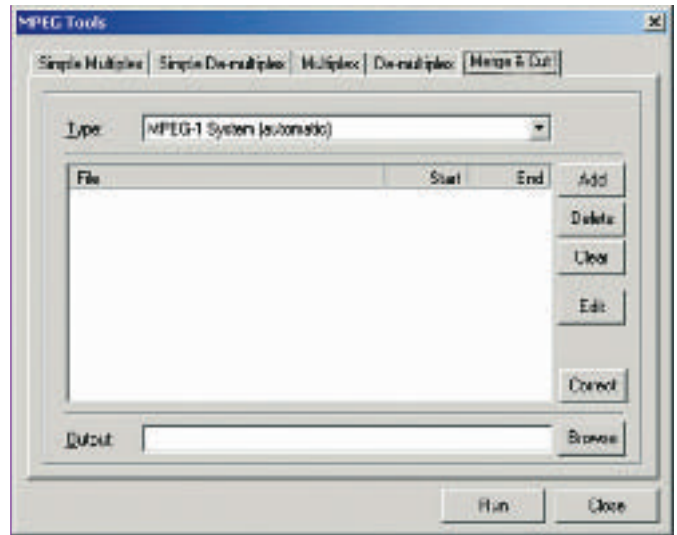 MPEG Tools
Simple Multiplex Simple De-multiplex Multiplex De-multiplex Merge & Cut
Type: MPEG-1 System (automatic)
File Start End Add
Delete
Clear
Edit
Correct
Output: Browse
Run Close